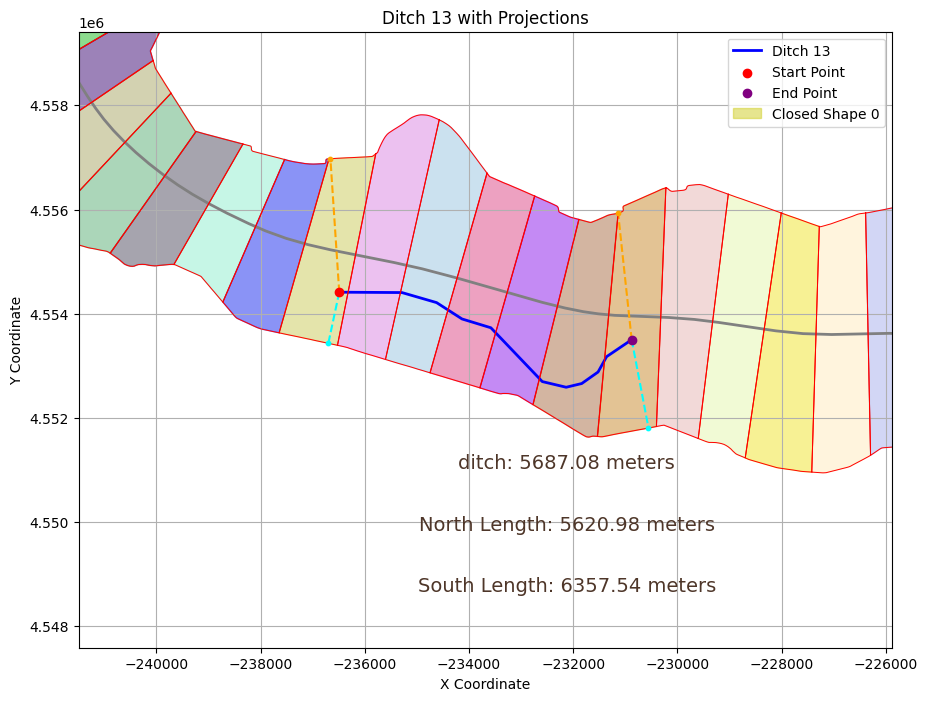 Ditch 13 with Projections
1e6
Ditch 13
Start Point
End Point
Closed Shape 0
4.558
4.556
4.554
4.552
4.550
4.548
Y Coordinate
ditch: 5687.08 meters
North Length: 5620.98 meters
South Length: 6357.54 meters
−240000 −238000 −236000 −234000 −232000 −230000 −228000 −226000
X Coordinate